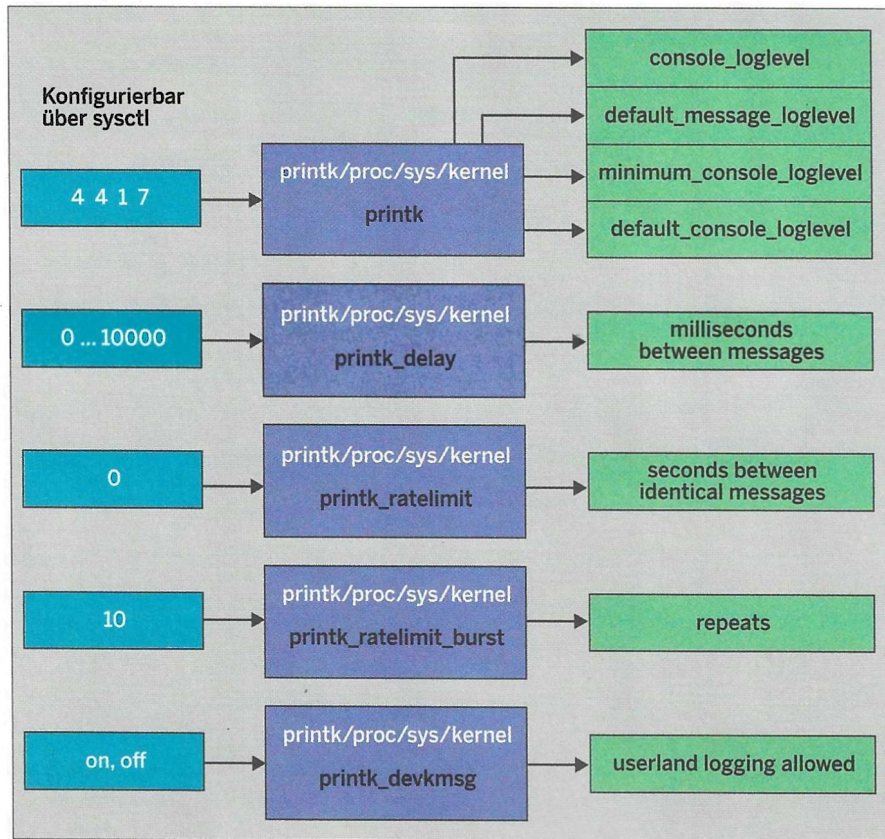 Konfigurierbar
über sysctl
4 4 1 7
printk/proc/sys/kernel
printk
console_loglevel
default_message_loglevel
minimum_console_loglevel
default_console_loglevel
0 ... 10000
printk/proc/sys/kernel
printk_delay
milliseconds
between messages
0
printk/proc/sys/kernel
printk_ratelimit
seconds between
identical messages
10
printk/proc/sys/kernel
printk_ratelimit_burst
repeats
on, off
printk/proc/sys/kernel
printk_devkmsg
userland logging allowed